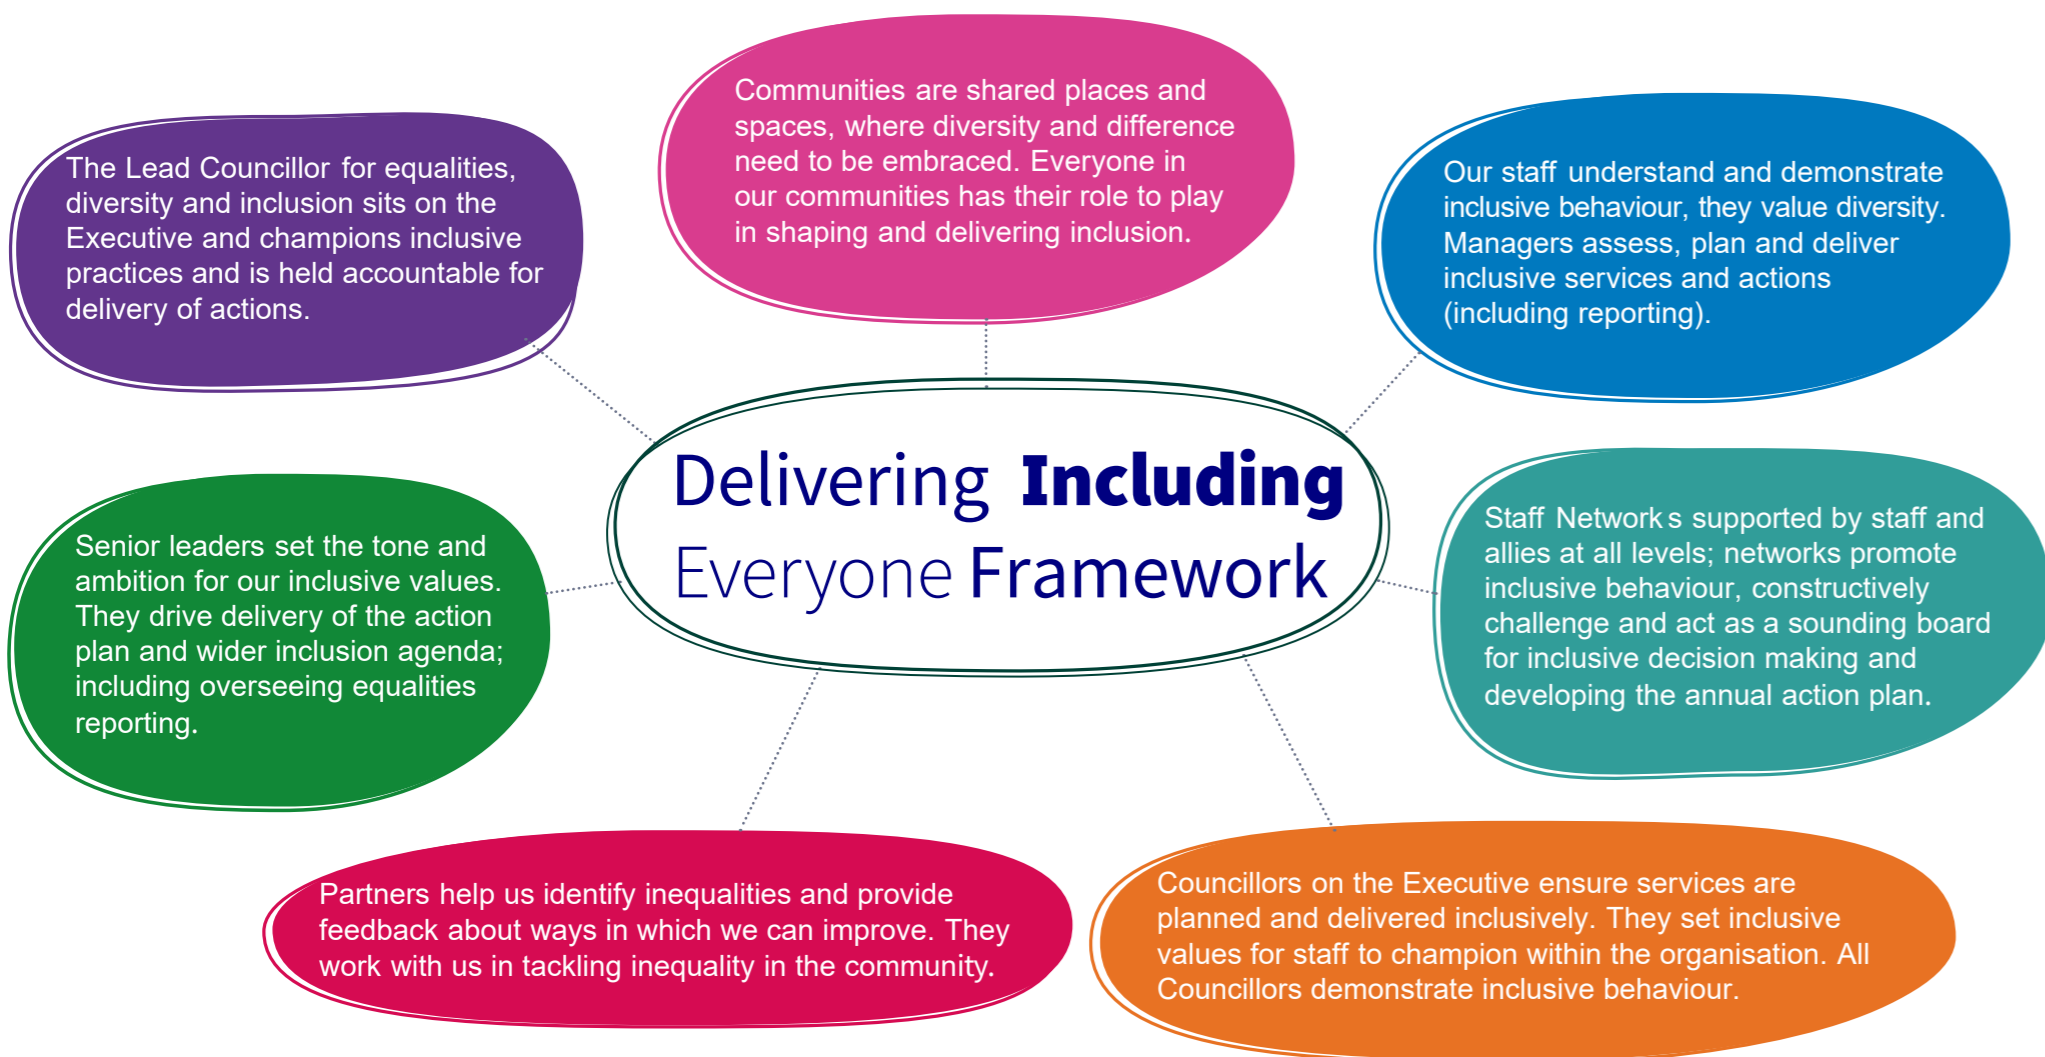 Communities are shared places and
spaces, where diversity and difference
need to be embraced. Everyone in
our communities has their role to play
in shaping and delivering inclusion.
The Lead Councillor for equalities,
diversity and inclusion sits on the
Executive and champions inclusive
practices and is held accountable for
delivery of actions.
Our staff understand and demonstrate
inclusive behaviour, they value diversity.
Managers assess, plan and deliver
inclusive services and actions
(including reporting).
Delivering Including
Everyone Framework
Senior leaders set the tone and
ambition for our inclusive values.
They drive delivery of the action
plan and wider inclusion agenda;
including overseeing equalities
reporting.
Staff Networks supported by staff and
allies at all levels; networks promote
inclusive behaviour, constructively
challenge and act as a sounding board
for inclusive decision making and
developing the annual action plan.
Partners help us identify inequalities and provide
feedback about ways in which we can improve. They
work with us in tackling inequality in the community.
Councillors on the Executive ensure services are
planned and delivered inclusively. They set inclusive
values for staff to champion within the organisation. All
Councillors demonstrate inclusive behaviour.